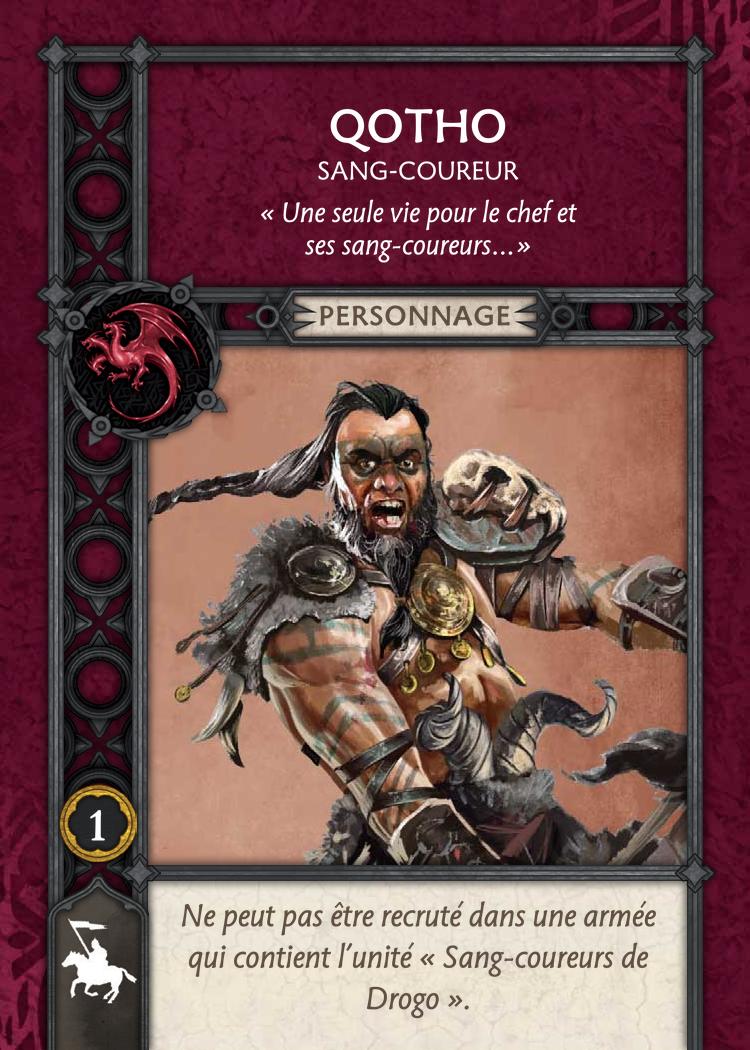 QOTHO
SANG-COUREUR
« Une seule vie pour le chef et
ses sang-coureurs...»
PERSONNAGE
1
Ne peut pas être recruté dans une armée
qui contient l'unité « Sang-coureurs de
Drogo ».